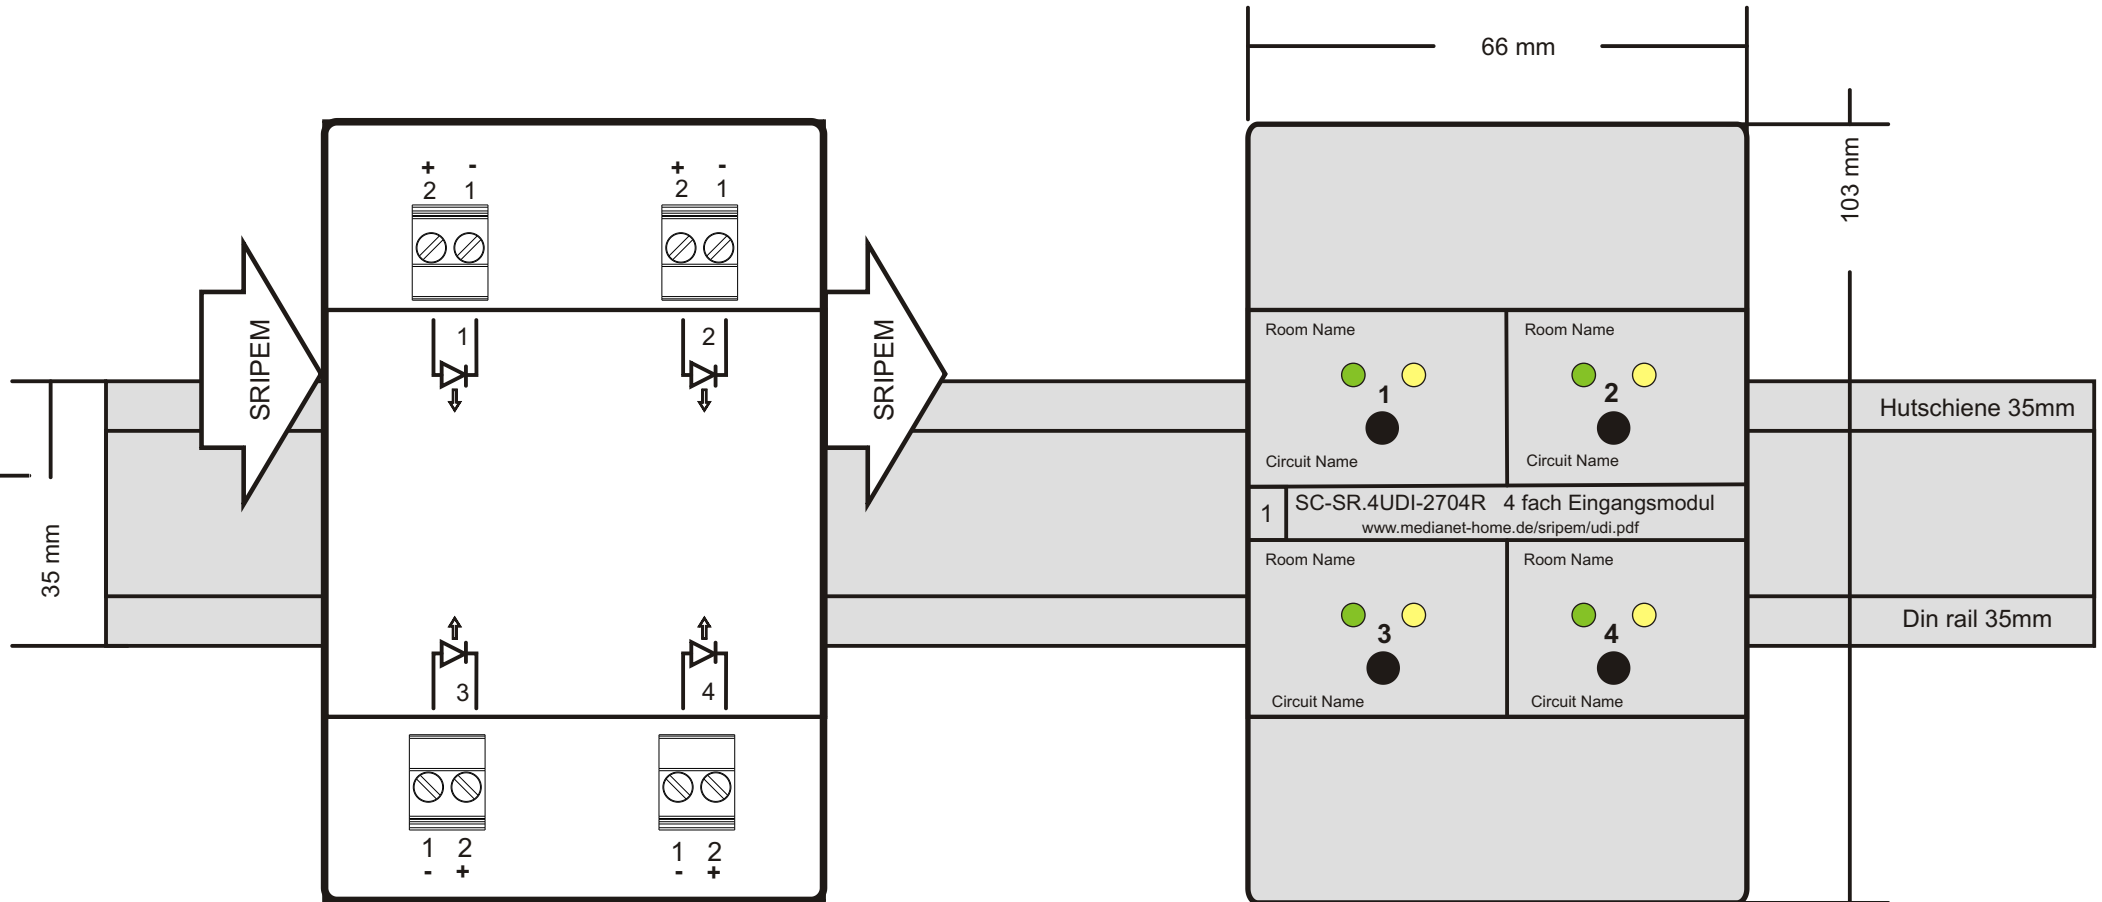 66 mm
103 mm
35 mm
+ - + -
2 1 2 1
SRIPEM
SRIPEM
1 2
3 4
1 2 1 2
- + - +
Room Name Room Name
1 2
Circuit Name Circuit Name
1 SC-SR.4UDI-2704R 4 fach Eingangsmodul
www.medianet-home.de/sripem/udi.pdf
Room Name Room Name
3 4
Circuit Name Circuit Name
Hutschiene 35mm
Din rail 35mm